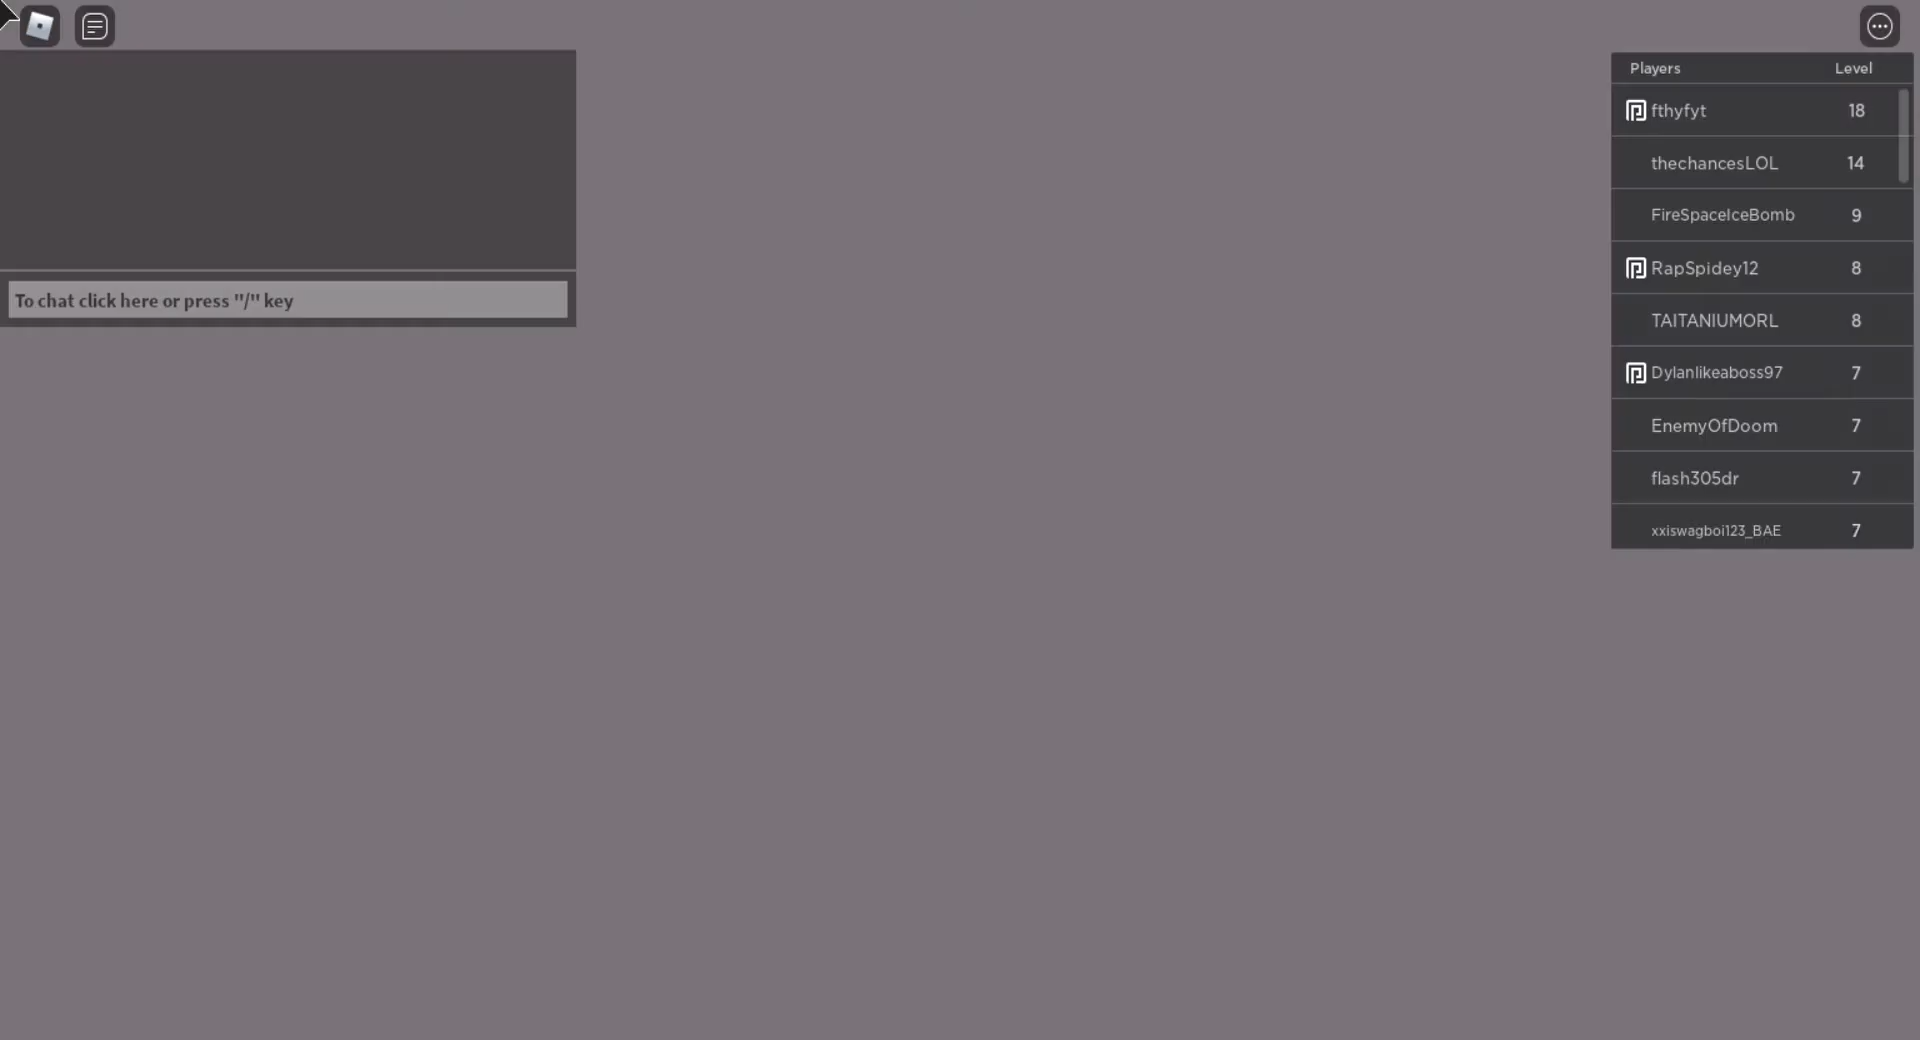 To chat click here or press "/" key
Players Level
fthyfyt 18
thechancesLOL 14
FireSpaceIceBomb 9
RapSpidey12 8
TAITANIUMORL 8
Dylanlikeaboss97 7
EnemyOfDoom 7
flash305dr 7
xxiswagboi123_BAE 7